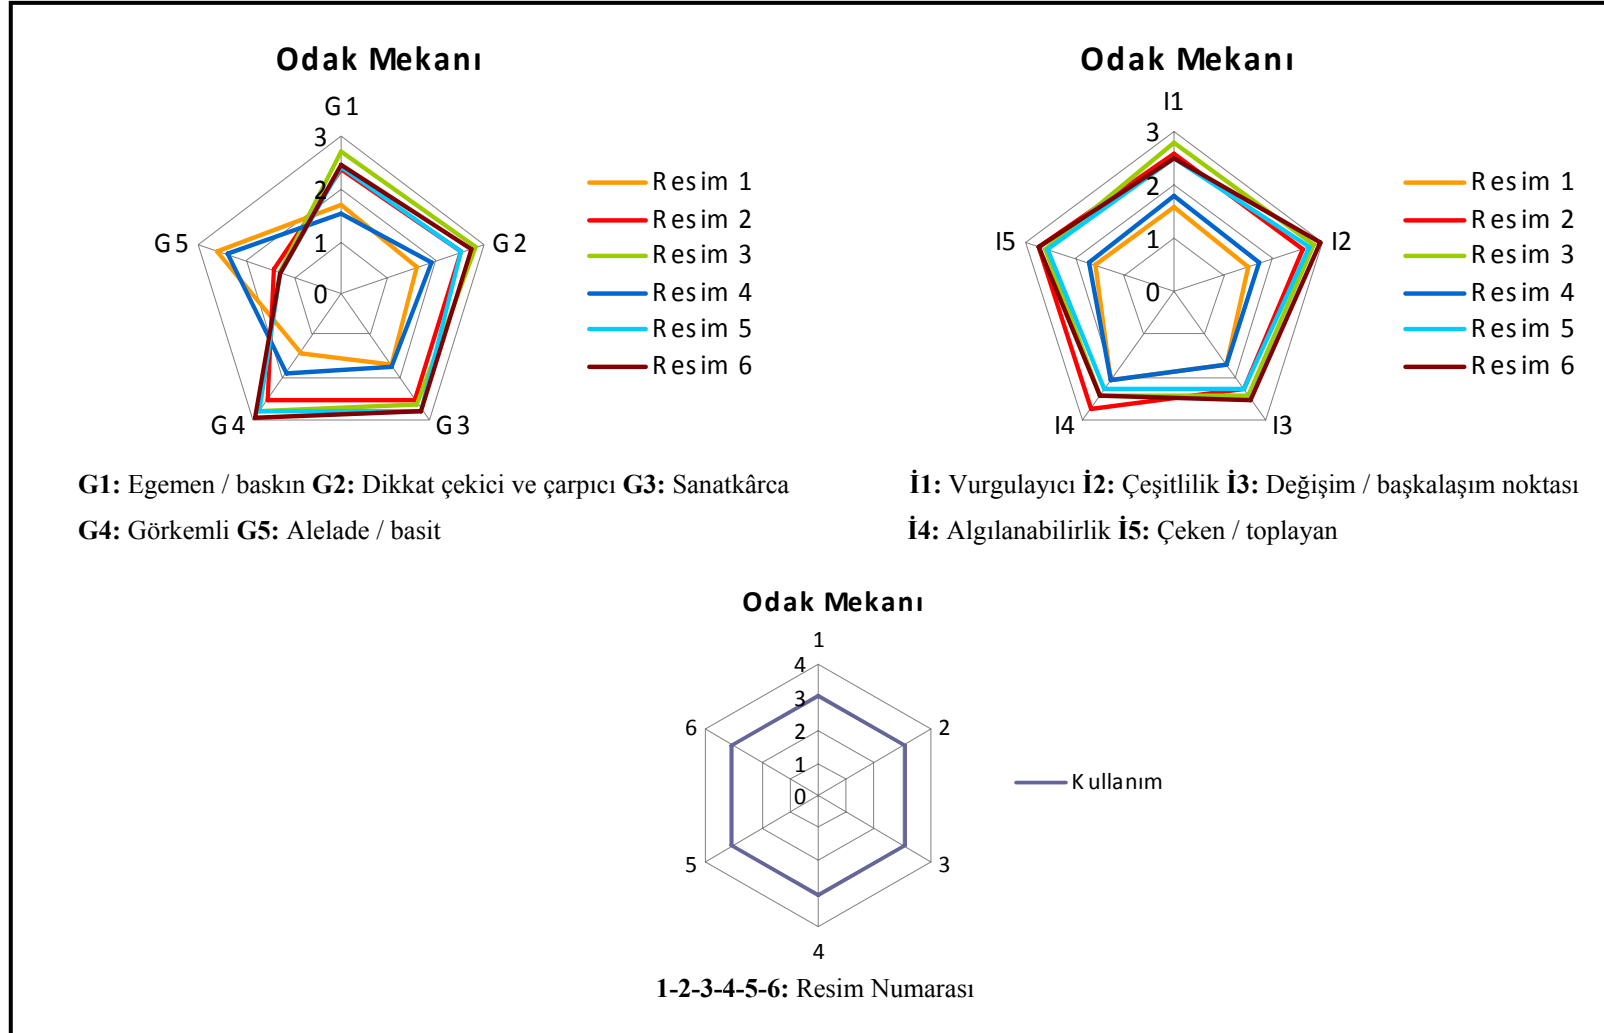 Odak Mekanı
G1
3
2
1
0
G2
G3
G4
G5
Resim 1
Resim 2
Resim 3
Resim 4
Resim 5
Resim 6
G1: Egemen / baskın G2: Dikkat çekici ve çarpıcı G3: Sanatkârca
G4: Görkemli G5: Alelade / basit
Odak Mekanı
I1
3
2
1
0
I2
I3
I4
I5
Resim 1
Resim 2
Resim 3
Resim 4
Resim 5
Resim 6
İ1: Vurgulayıcı İ2: Çeşitlilik İ3: Değişim / başkalaşım noktası
İ4: Algılanabilirlik İ5: Çeken / toplayan
Odak Mekanı
1
4
3
2
1
0
2
3
4
5
6
Kullanım
1-2-3-4-5-6: Resim Numarası